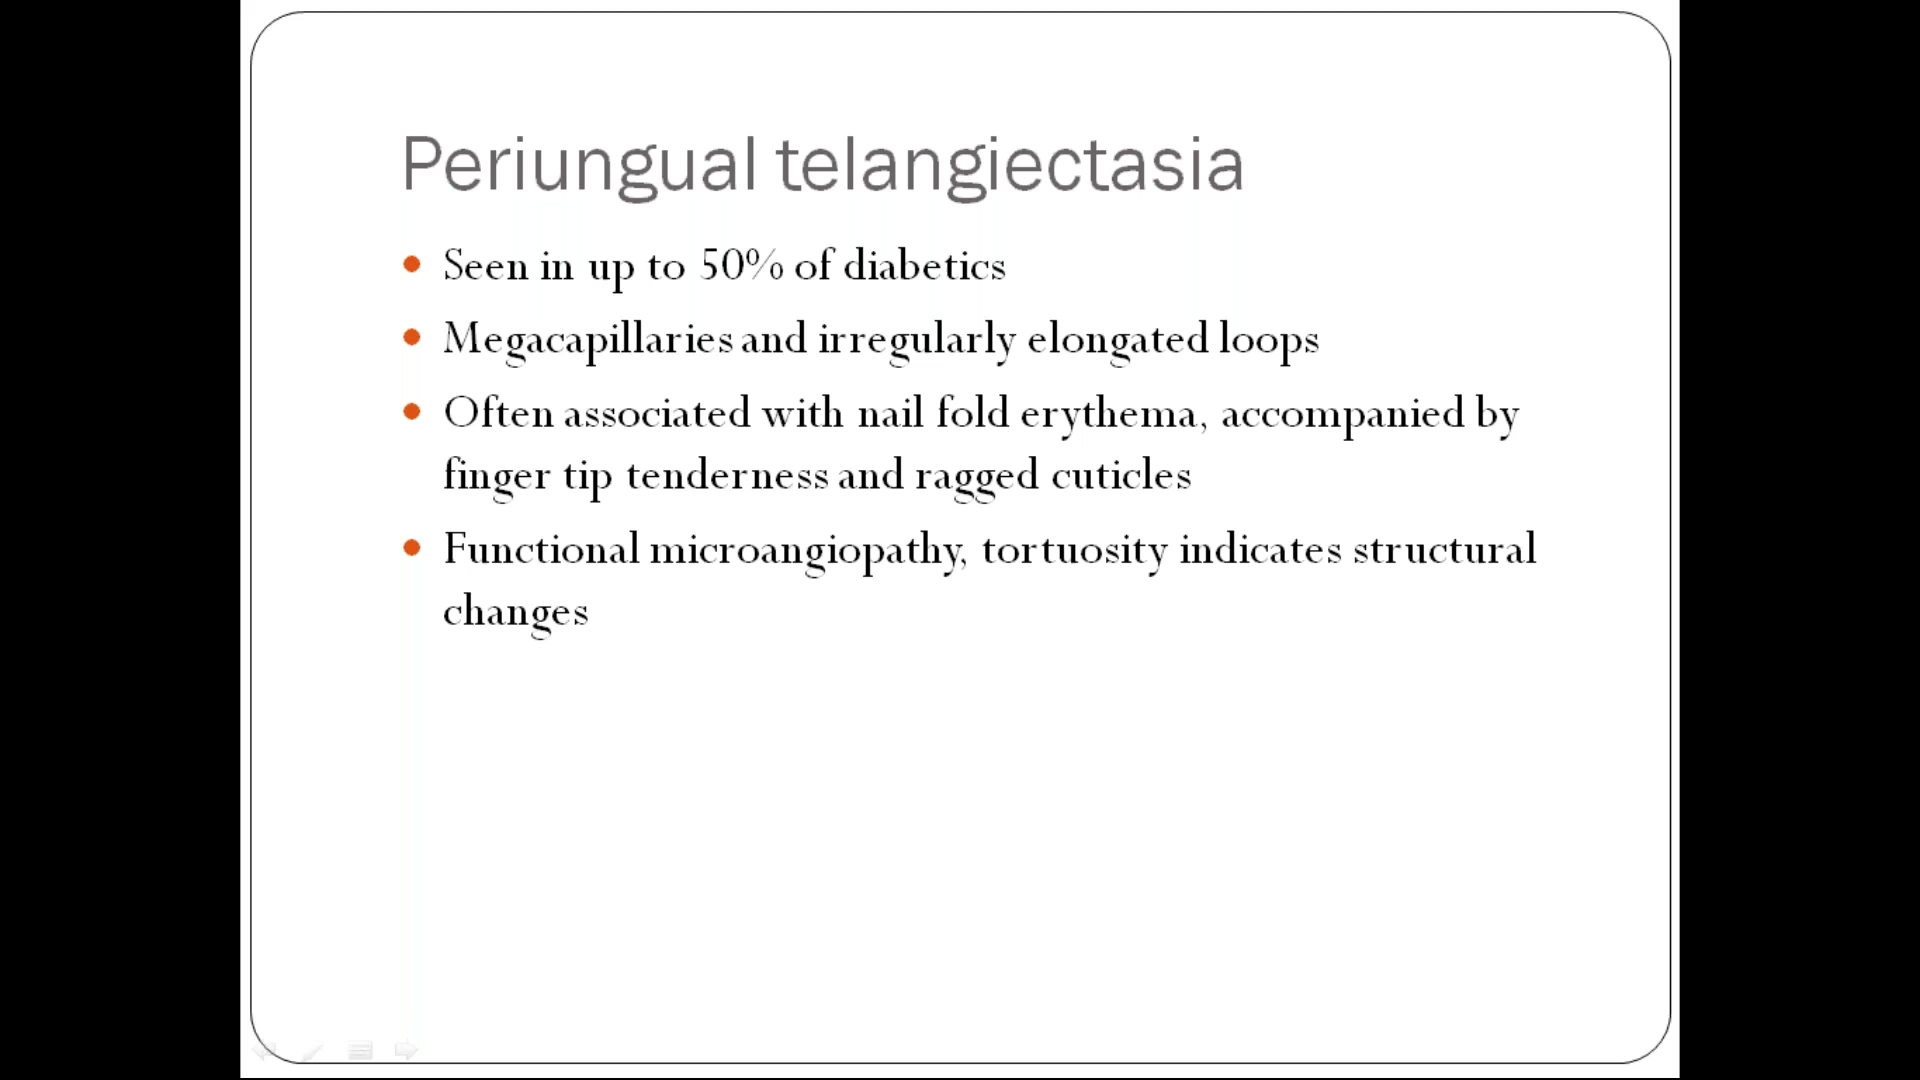 Periungual telangiectasia
• Seen in up to 50% of diabetics
• Megacapillaries and irregularly elongated loops
• Often associated with nail fold erythema, accompanied by
finger tip tenderness and ragged cuticles
• Functional microangiopathy, tortuosity indicates structural
changes